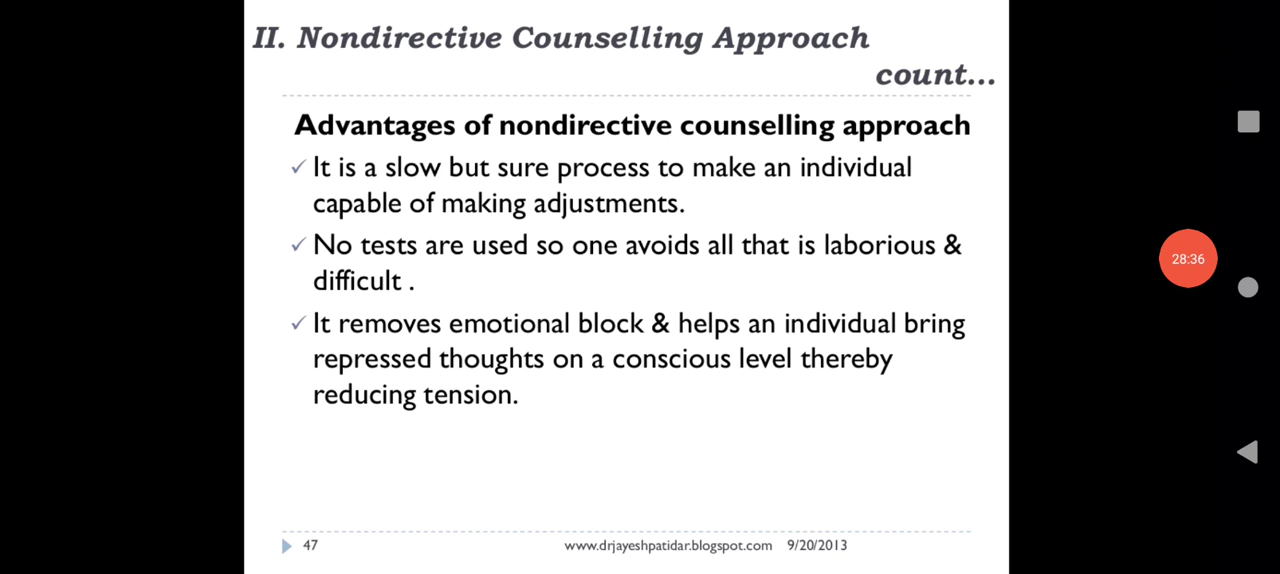 II. Nondirective Counselling Approach
count...
Advantages of nondirective counselling approach
✓ It is a slow but sure process to make an individual
capable of making adjustments.
✓ No tests are used so one avoids all that is laborious &
difficult .
✓ It removes emotional block & helps an individual bring
repressed thoughts on a conscious level thereby
reducing tension.
28:36
47 www.drjayeshpatidar.blogspot.com 9/20/2013